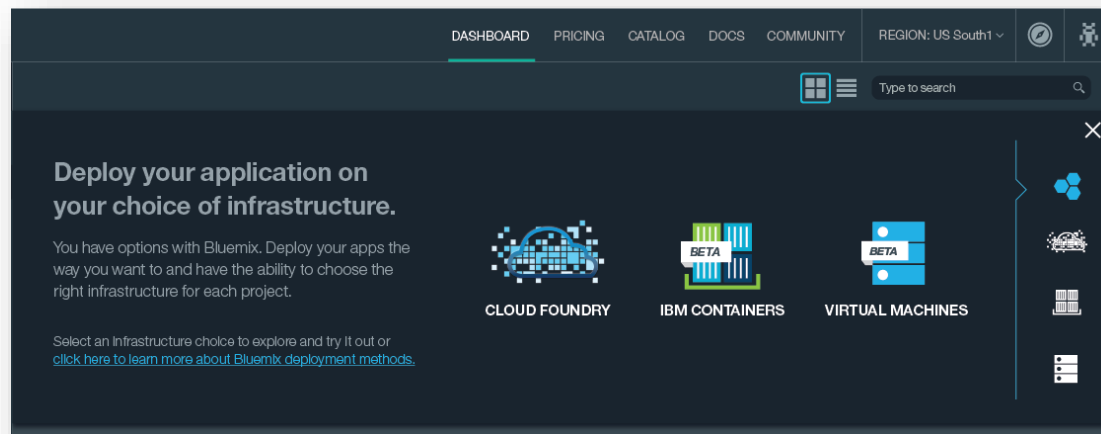 DASHBOARD PRICING CATALOG DOCS COMMUNITY REGION: US South1
Type to search
Deploy your application on
your choice of infrastructure.
You have options with Bluemix. Deploy your apps the
way you want to and have the ability to choose the
right infrastructure for each project.
Select an Infrastructure choice to explore and try it out or
click here to learn more about Bluemix deployment methods.
BETA BETA
CLOUD FOUNDRY IBM CONTAINERS VIRTUAL MACHINES